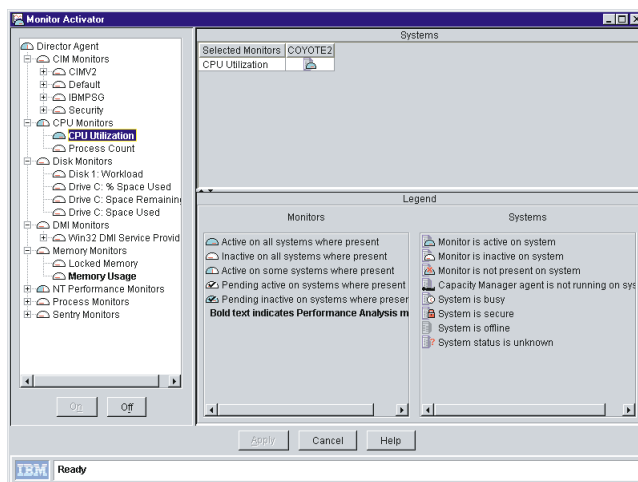 Monitor Activator
Director Agent
CIM Monitors
CIMV2
Default
IBMPSG
Security
CPU Monitors
CPU Utilization
Process Count
Disk Monitors
Disk 1: Workload
Drive C: % Space Used
Drive C: Space Remaining
Drive C: Space Used
DMI Monitors
Win32 DMI Service Provid
Memory Monitors
Locked Memory
Memory Usage
NT Performance Monitors
Process Monitors
Sentry Monitors
On Off
Systems
Selected Monitors COYOTE2
CPU Utilization
Legend
Monitors
Active on all systems where present
Inactive on all systems where present
Active on some systems where present
Pending active on systems where present
Pending inactive on systems where preser
Bold text indicates Performance Analysis m
Systems
Monitor is active on system
Monitor is inactive on system
Monitor is not present on system
Capacity Manager agent is not running on sys
System is busy
System is secure
System is offline
System status is unknown
Apply Cancel Help
IBM Ready